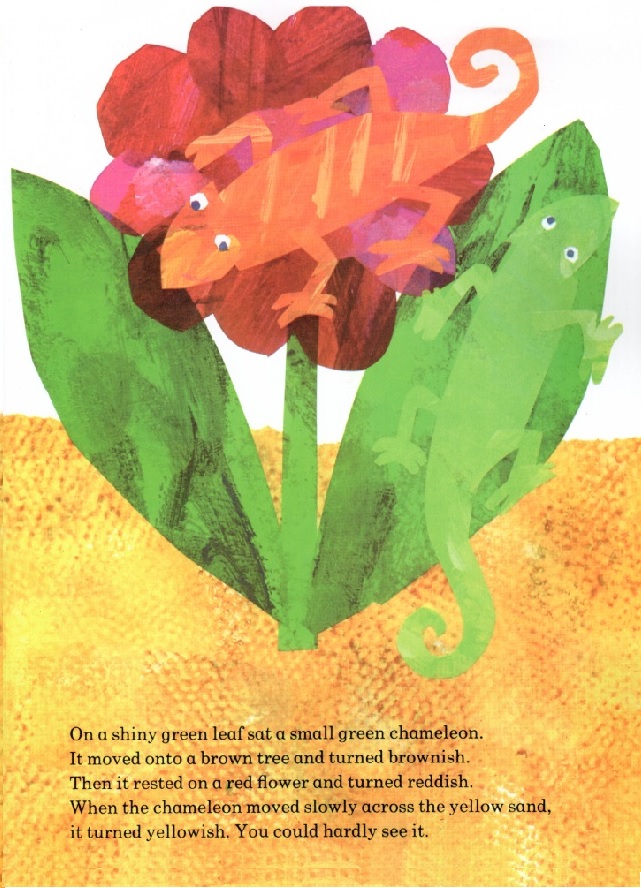 On a shiny green leaf sat a small green chameleon.
It moved onto a brown tree and turned brownish.
Then it rested on a red flower and turned reddish.
When the chameleon moved slowly across the yellow sand,
it turned yellowish. You could hardly see it.